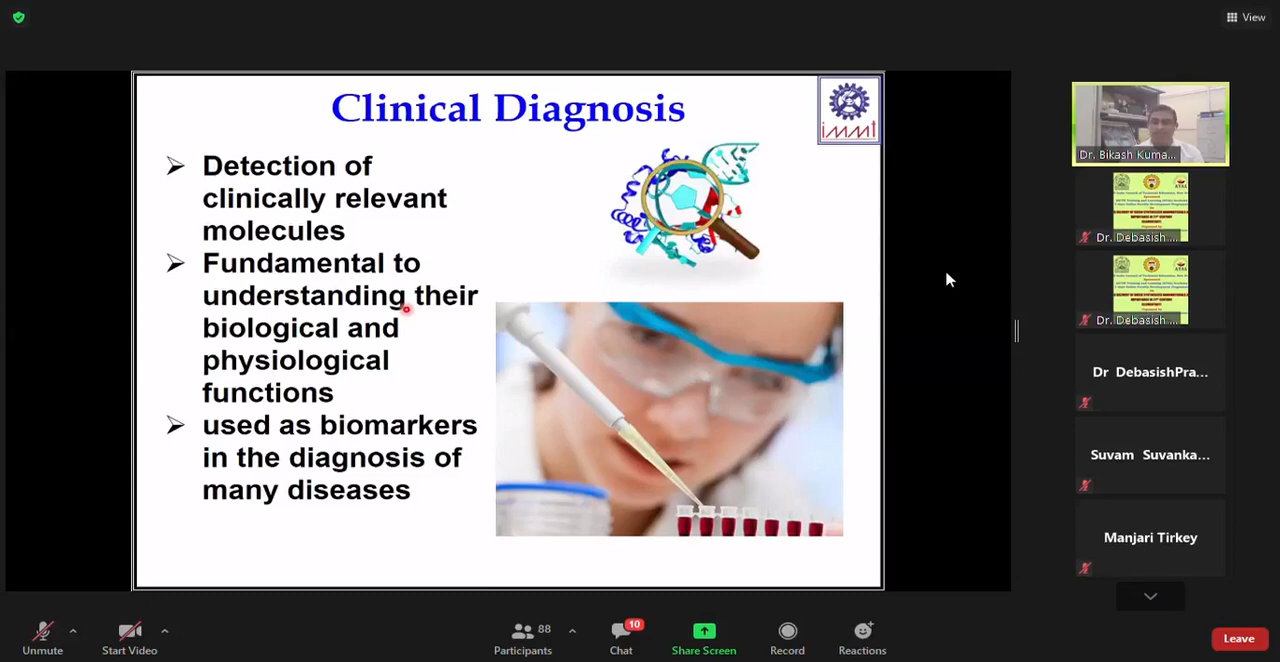 View
Clinical Diagnosis
immt
Detection of
clinically relevant
molecules
Fundamental to
understanding their
biological and
physiological
functions
used as biomarkers
in the diagnosis of
many diseases
Dr. Bikash Kuma...
Dr. Debasish ...
Dr. Debasish ...
Dr DebasishPra...
Suvam Suvanka...
Manjari Tirkey
Unmute
Start Video
88
Participants
10
Chat
Share Screen
Record
Reactions
Leave